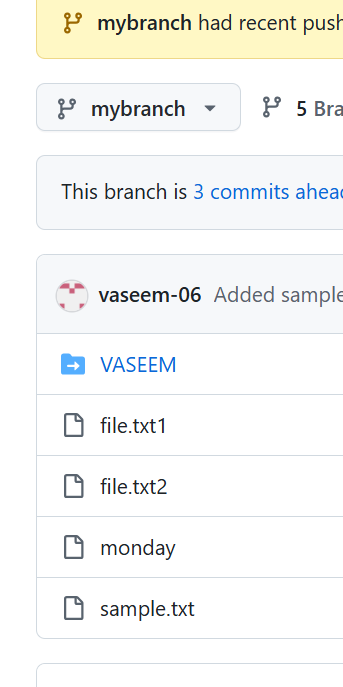 mybranch had recent push
mybranch 5 Bra
This branch is 3 commits ahead
vaseem-06 Added sample
VASEEM
file.txt1
file.txt2
monday
sample.txt